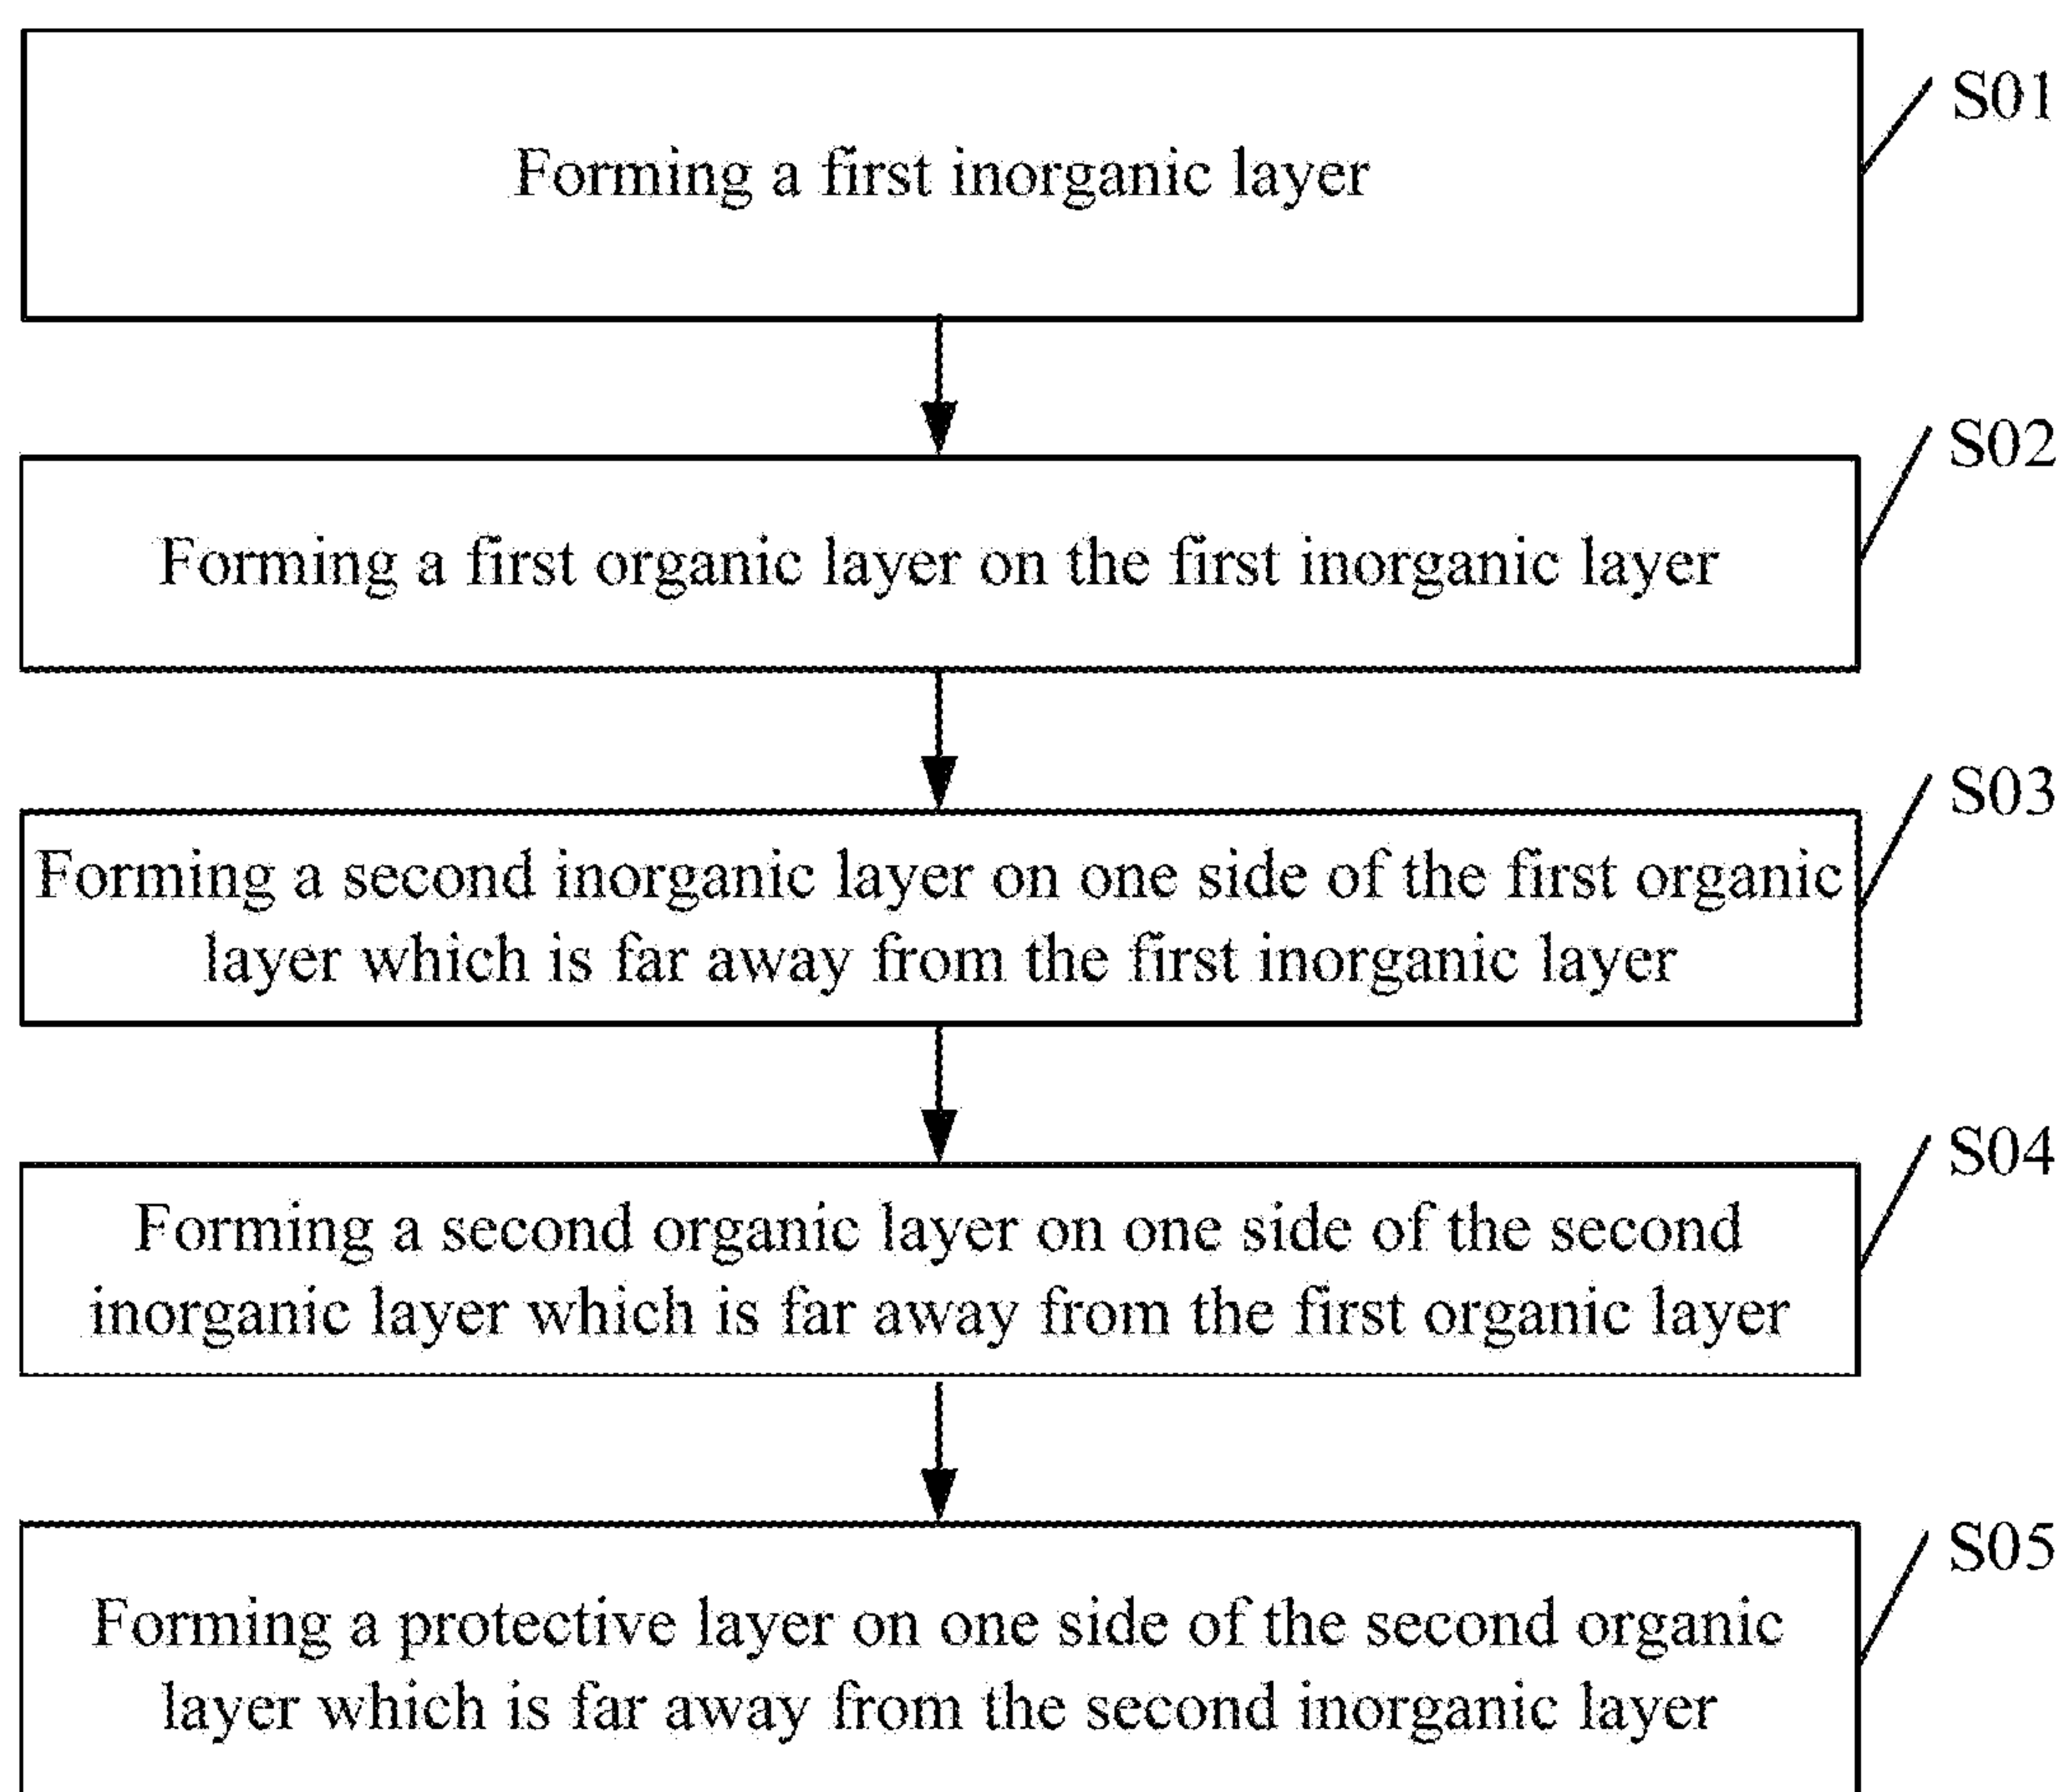 Forming a first inorganic layer
S01
Forming a first organic layer on the first inorganic layer
S02
Forming a second inorganic layer on one side of the first organic
layer which is far away from the first inorganic layer
S03
Forming a second organic layer on one side of the second
inorganic layer which is far away from the first organic layer
S04
Forming a protective layer on one side of the second organic
layer which is far away from the second inorganic layer
S05